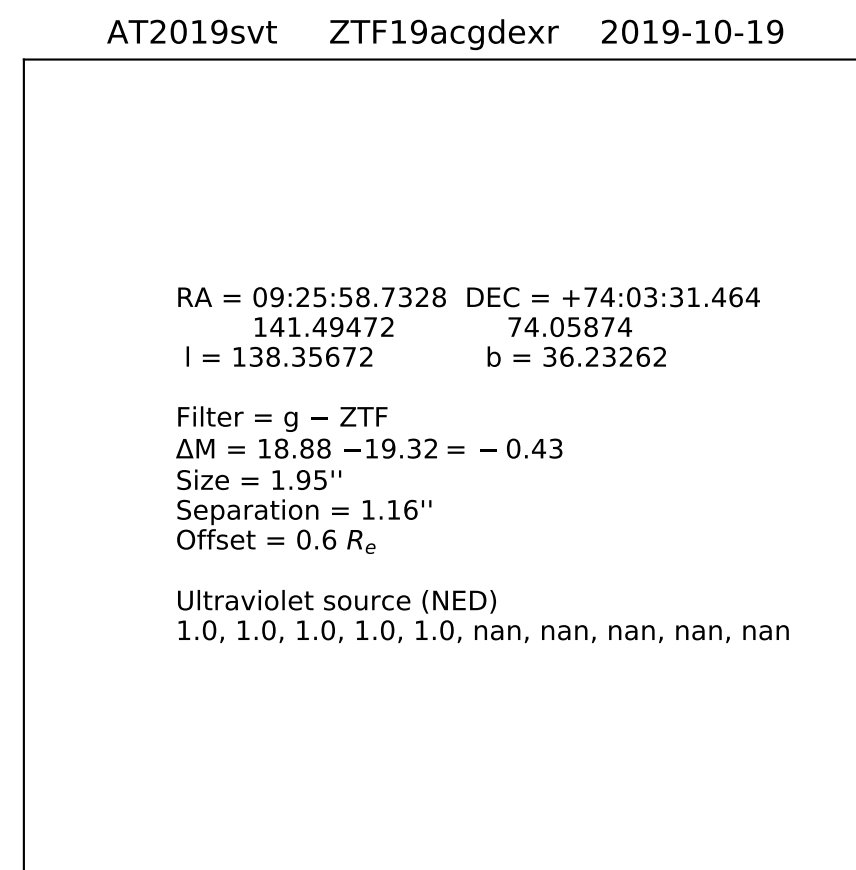 AT2019svt ZTF19acgdexr 2019-10-19
RA = 09:25:58.7328 DEC = +74:03:31.464
141.49472 74.05874
l = 138.35672 b = 36.23262
Filter = g − ZTF
ΔM = 18.88 −19.32 = − 0.43
Size = 1.95''
Separation = 1.16''
Offset = 0.6 Re
Ultraviolet source (NED)
1.0, 1.0, 1.0, 1.0, 1.0, nan, nan, nan, nan, nan